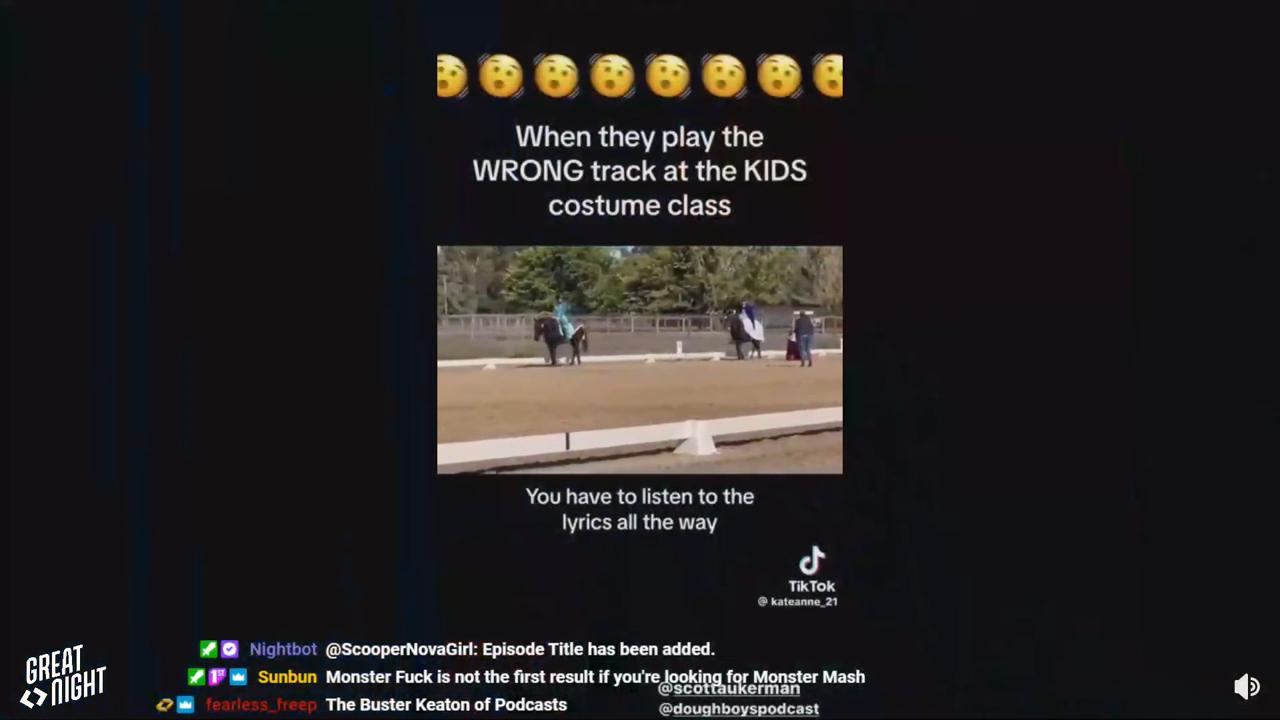 When they play the
WRONG track at the KIDS
costume class
You have to listen to the
lyrics all the way
TikTok
@ kateanne_21
GREAT
NIGHT
Nightbot @ScooperNovaGirl: Episode Title has been added.
1ST Sunbun Monster Fuck is not the first result if you're looking for Monster Mash
@scottaukerman
fearless_freep The Buster Keaton of Podcasts
@doughboyspodcast